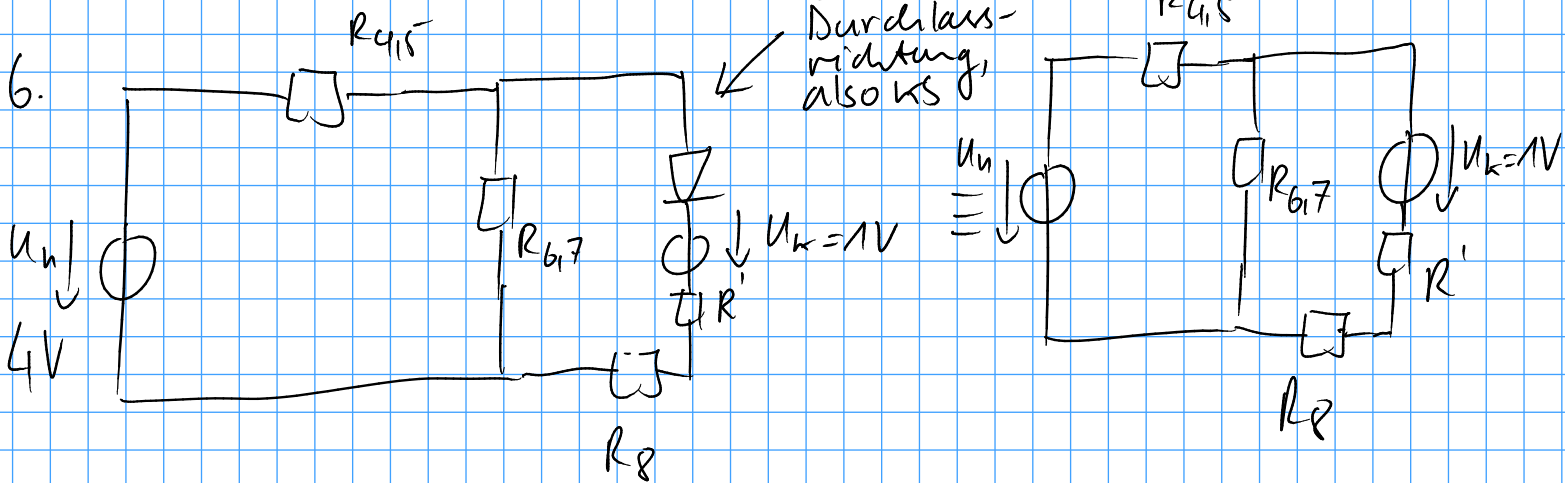 6.
R4,5
Durchlass-
richtung,
also KS
Un
4V
R6,7
Uk=1V
R'
R8
R4,5
Un
R6,7
Uk=1V
R'
R8